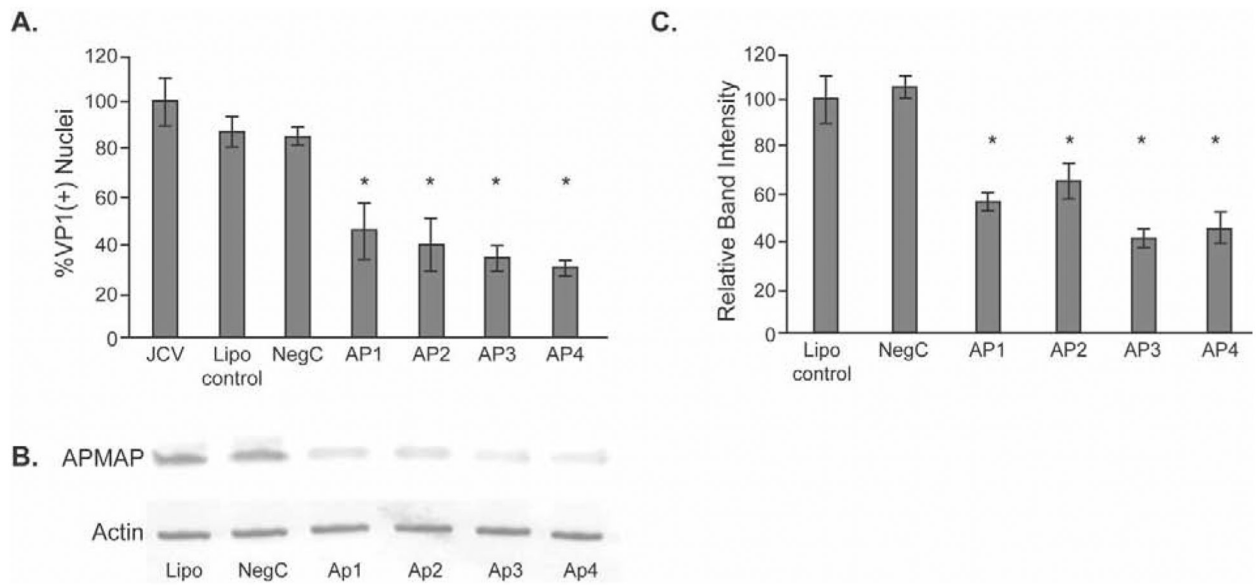 A.
120
100
80
60
40
20
0
%VP1(+) Nuclei
* * * *
JCV Lipo control NegC AP1 AP2 AP3 AP4
B.
APMAP
Actin
Lipo NegC Ap1 Ap2 Ap3 Ap4
C.
120
100
80
60
40
20
0
Relative Band Intensity
* * * *
Lipo control NegC AP1 AP2 AP3 AP4